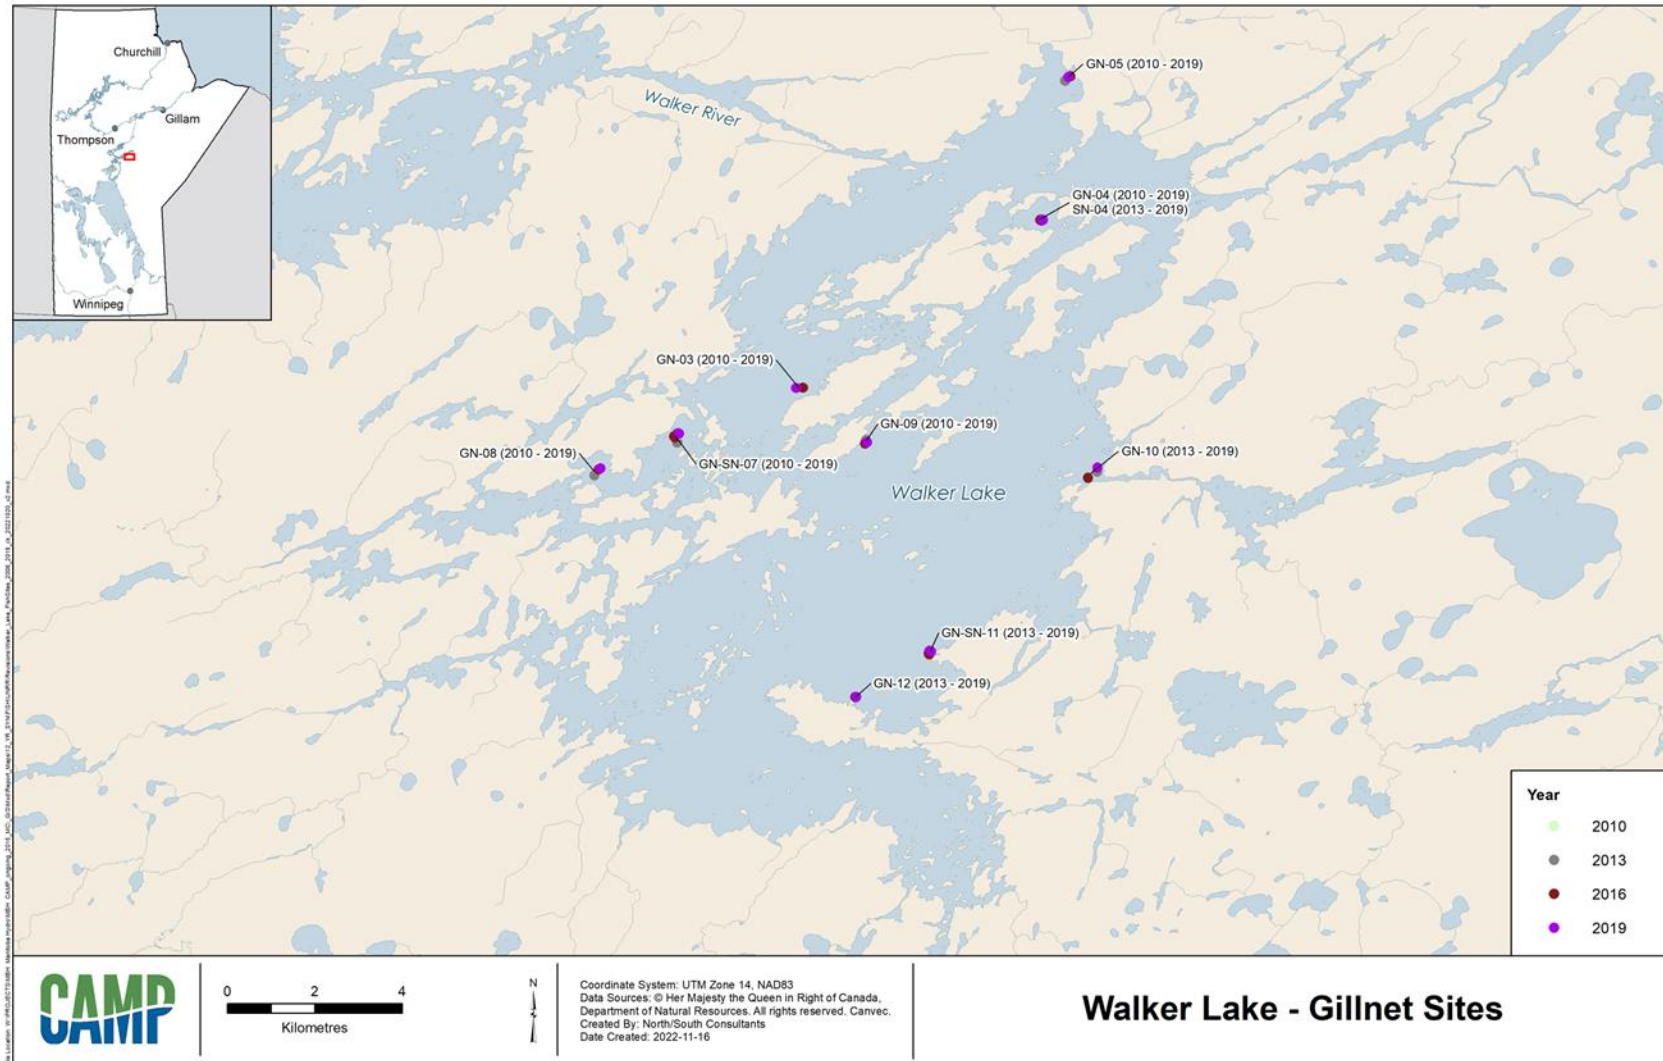 Churchill
Gillam
Thompson
Winnipeg
Walker River
GN-05 (2010 - 2019)
GN-04 (2010 - 2019)
SN-04 (2013 - 2019)
GN-03 (2010 - 2019)
GN-09 (2010 - 2019)
GN-08 (2010 - 2019)
GN-SN-07 (2010 - 2019)
GN-10 (2013 - 2019)
Walker Lake
GN-SN-11 (2013 - 2019)
GN-12 (2013 - 2019)
Year
2010
2013
2016
2019
CAMP
0 2 4
Kilometres
N
Coordinate System: UTM Zone 14, NAD83
Data Sources: © Her Majesty the Queen in Right of Canada,
Department of Natural Resources. All rights reserved. Canvec.
Created By: North/South Consultants
Date Created: 2022-11-16
Walker Lake - Gillnet Sites